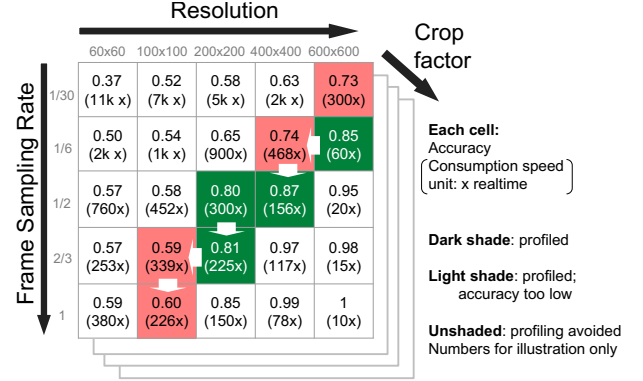 Resolution
Crop
factor
60x60 100x100 200x200 400x400 600x600
Frame Sampling Rate
1/30
0.37 0.52 0.58 0.63 0.73
(11k x) (7k x) (5k x) (2k x) (300x)
1/6
0.50 0.54 0.65 0.74 0.85
(2k x) (1k x) (900x) (468x) (60x)
1/2
0.57 0.58 0.80 0.87 0.95
(760x) (452x) (300x) (156x) (20x)
2/3
0.57 0.59 0.81 0.97 0.98
(253x) (339x) (225x) (117x) (15x)
1
0.59 0.60 0.85 0.99 1
(380x) (226x) (150x) (78x) (10x)
Each cell:
Accuracy
Consumption speed
unit: x realtime
Dark shade: profiled
Light shade: profiled;
accuracy too low
Unshaded: profiling avoided
Numbers for illustration only